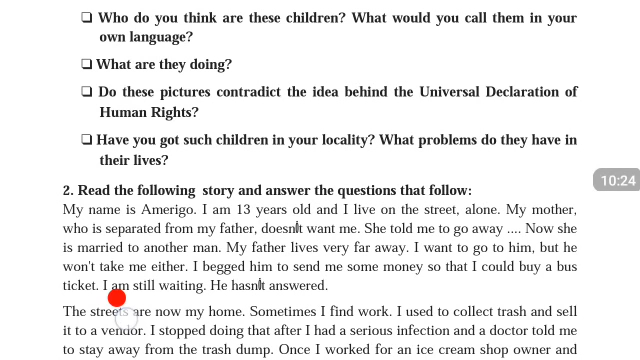 ❑ Who do you think are these children? What would you call them in your
own language?
❑ What are they doing?
❑ Do these pictures contradict the idea behind the Universal Declaration of
Human Rights?
❑ Have you got such children in your locality? What problems do they have in
their lives?
10:24
2. Read the following story and answer the questions that follow:
My name is Amerigo. I am 13 years old and I live on the street, alone. My mother,
who is separated from my father, doesnít want me. She told me to go away .... Now she
is married to another man. My father lives very far away. I want to go to him, but he
won't take me either. I begged him to send me some money so that I could buy a bus
ticket. I am still waiting. He hasnít answered.
The streets are now my home. Sometimes I find work. I used to collect trash and sell
it to a vendor. I stopped doing that after I had a serious infection and a doctor told me
to stay away from the trash dump. Once I worked for an ice cream shop owner and